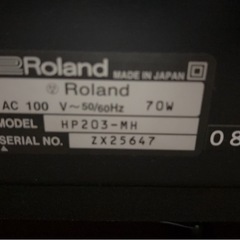 Roland MADE IN JAPAN
Roland
AC 100 V~50/60Hz 70W
MODEL HP203-MH
SERIAL NO. ZX25647
08